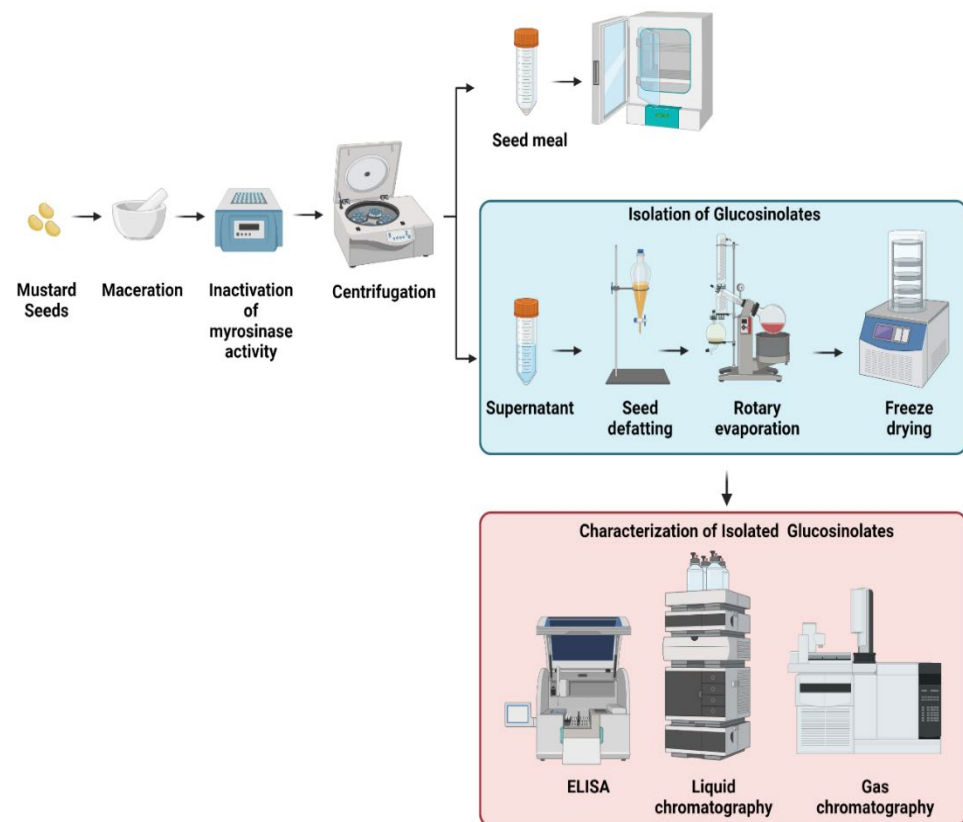 Seed meal
Isolation of Glucosinolates
Mustard
Seeds
Maceration
Inactivation
of
myrosinase
activity
Centrifugation
Supernatant
Seed
defatting
Rotary
evaporation
Freeze
drying
Characterization of Isolated Glucosinolates
ELISA
Liquid
chromatography
Gas
chromatography